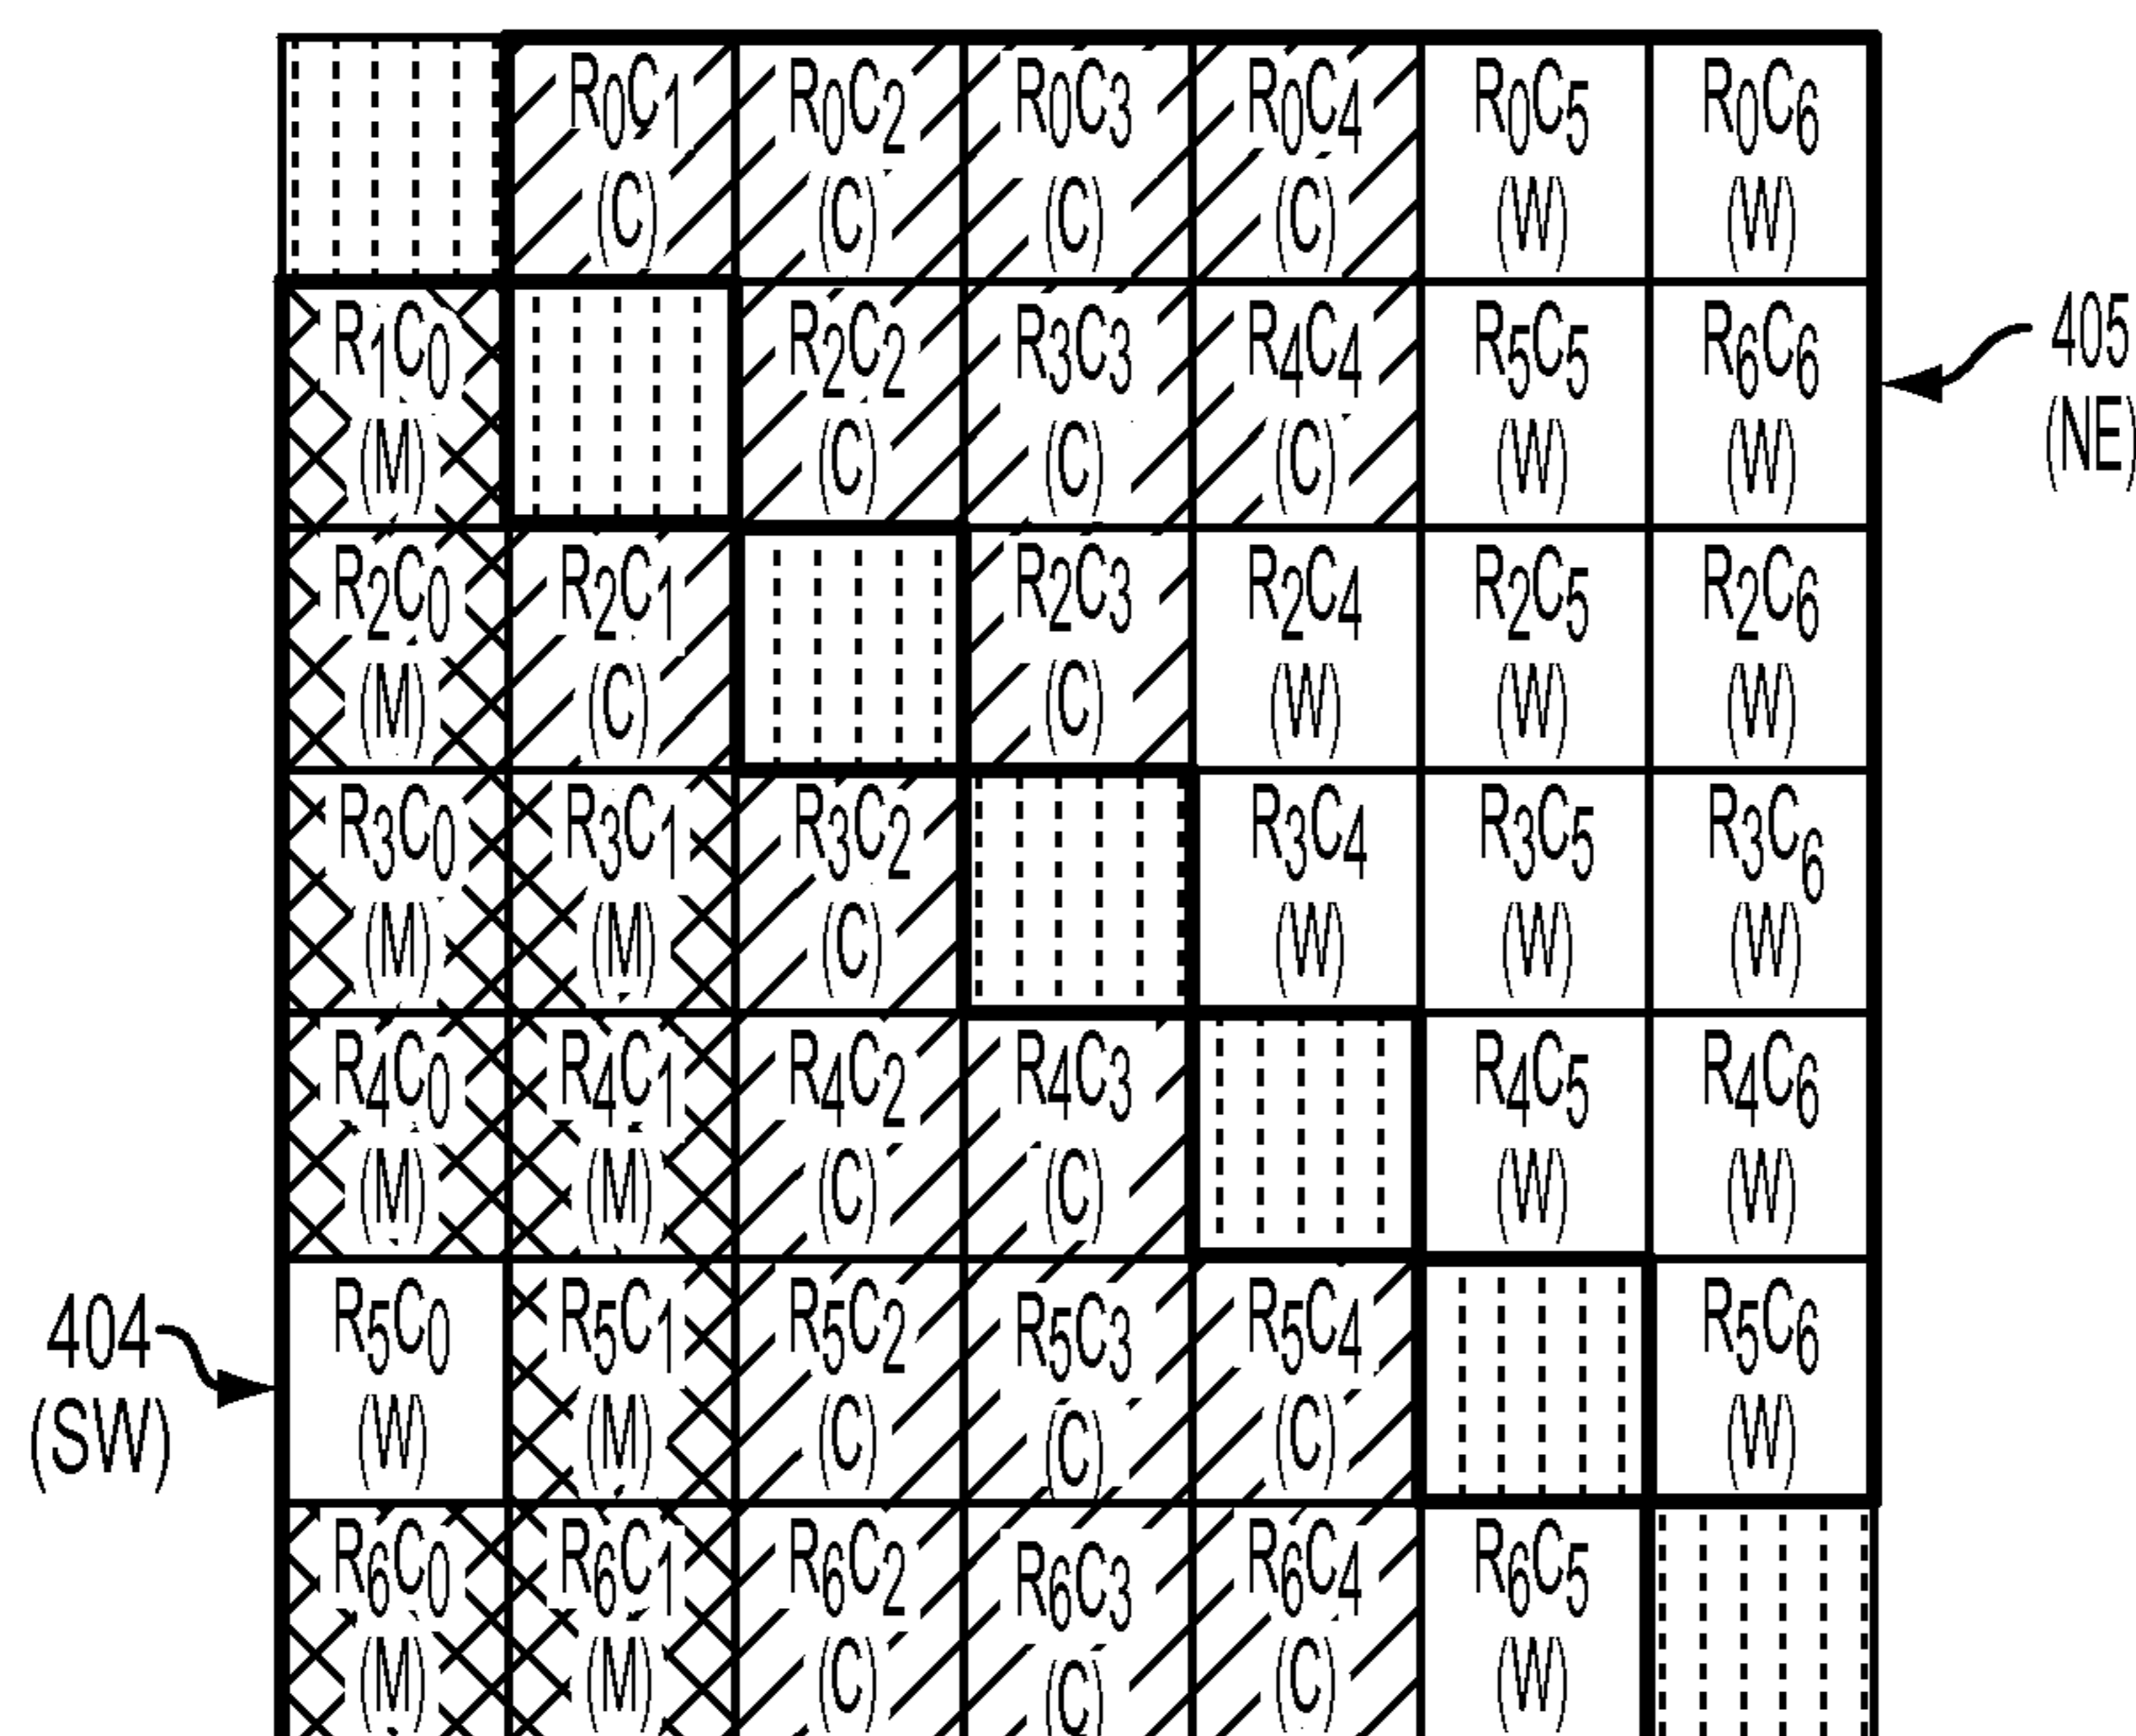 R0C1 R0C2 R0C3 R0C4 R0C5 R0C6
(C) (C) (C) (C) (W) (W)
R1C0 R2C2 R3C3 R4C4 R5C5 R6C6 405
(M) (C) (C) (C) (W) (W) (NE)
R2C0 R2C1 R2C3 R2C4 R2C5 R2C6
(M) (C) (C) (W) (W) (W)
R3C0 R3C1 R3C2 R3C4 R3C5 R3C6
(M) (M) (C) (W) (W) (W)
R4C0 R4C1 R4C2 R4C3 R4C5 R4C6
(M) (M) (C) (C) (W) (W)
404 R5C0 R5C1 R5C2 R5C3 R5C4 R5C6
(SW) (W) (M) (C) (C) (C) (W)
R6C0 R6C1 R6C2 R6C3 R6C4 R6C5
(M) (M) (C) (C) (C) (W)